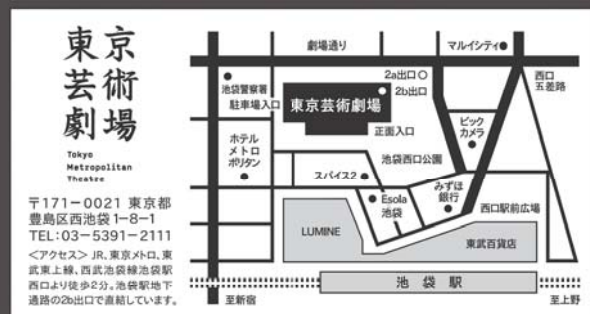 東京
芸術
劇場
Tokyo
Metropolitan
Theatre
〒171-0021 東京都
豊島区西池袋1-8-1
TEL:03-5391-2111
<アクセス> JR、東京メトロ、東
武東上線、西武池袋線池袋駅
西口より徒歩2分。池袋駅地下
通路の2b出口で直結しています。
劇場通り
マルイシティ
2a出口
2b出口
西口
五差路
池袋警察署
駐車場入口
東京芸術劇場
正面入口
ビック
カメラ
ホテル
メトロ
ポリタン
池袋西口公園
スパイス2
Esola
池袋
みずほ
銀行
西口駅前広場
LUMINE
東武百貨店
池袋駅
至新宿
至上野